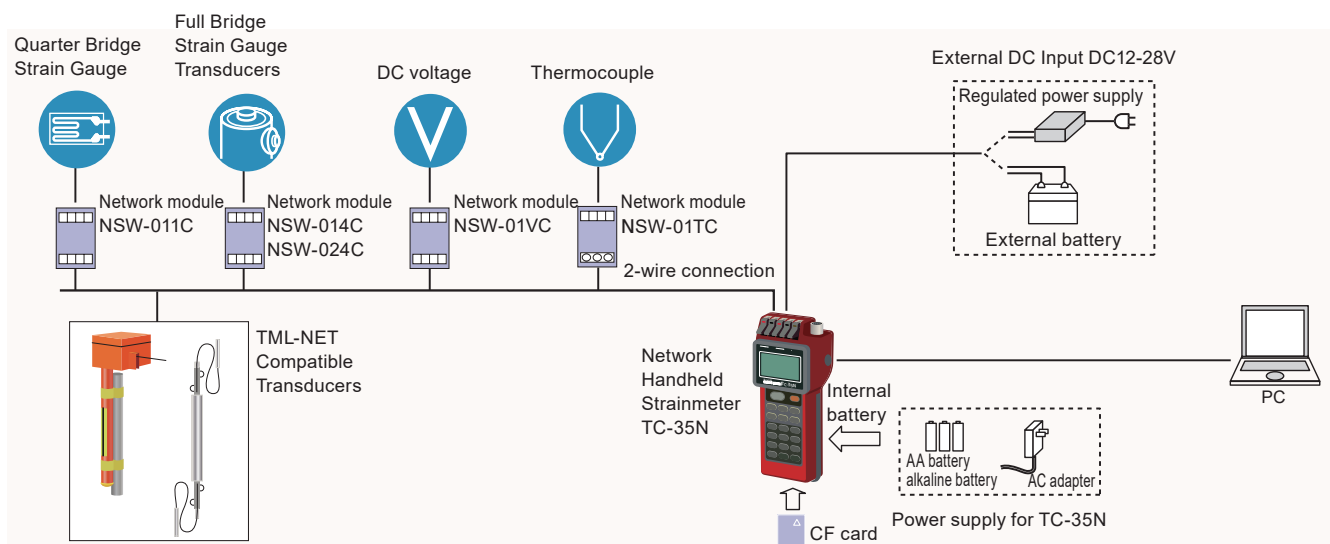 Quarter Bridge
Strain Gauge
Full Bridge
Strain Gauge
Transducers
DC voltage
Thermocouple
External DC Input DC12-28V
Regulated power supply
External battery
Network module
NSW-011C
Network module
NSW-014C
NSW-024C
Network module
NSW-01VC
Network module
NSW-01TC
2-wire connection
TML-NET
Compatible
Transducers
Network
Handheld
Strainmeter
TC-35N
Internal
battery
PC
AA battery
alkaline battery
AC adapter
Power supply for TC-35N
CF card